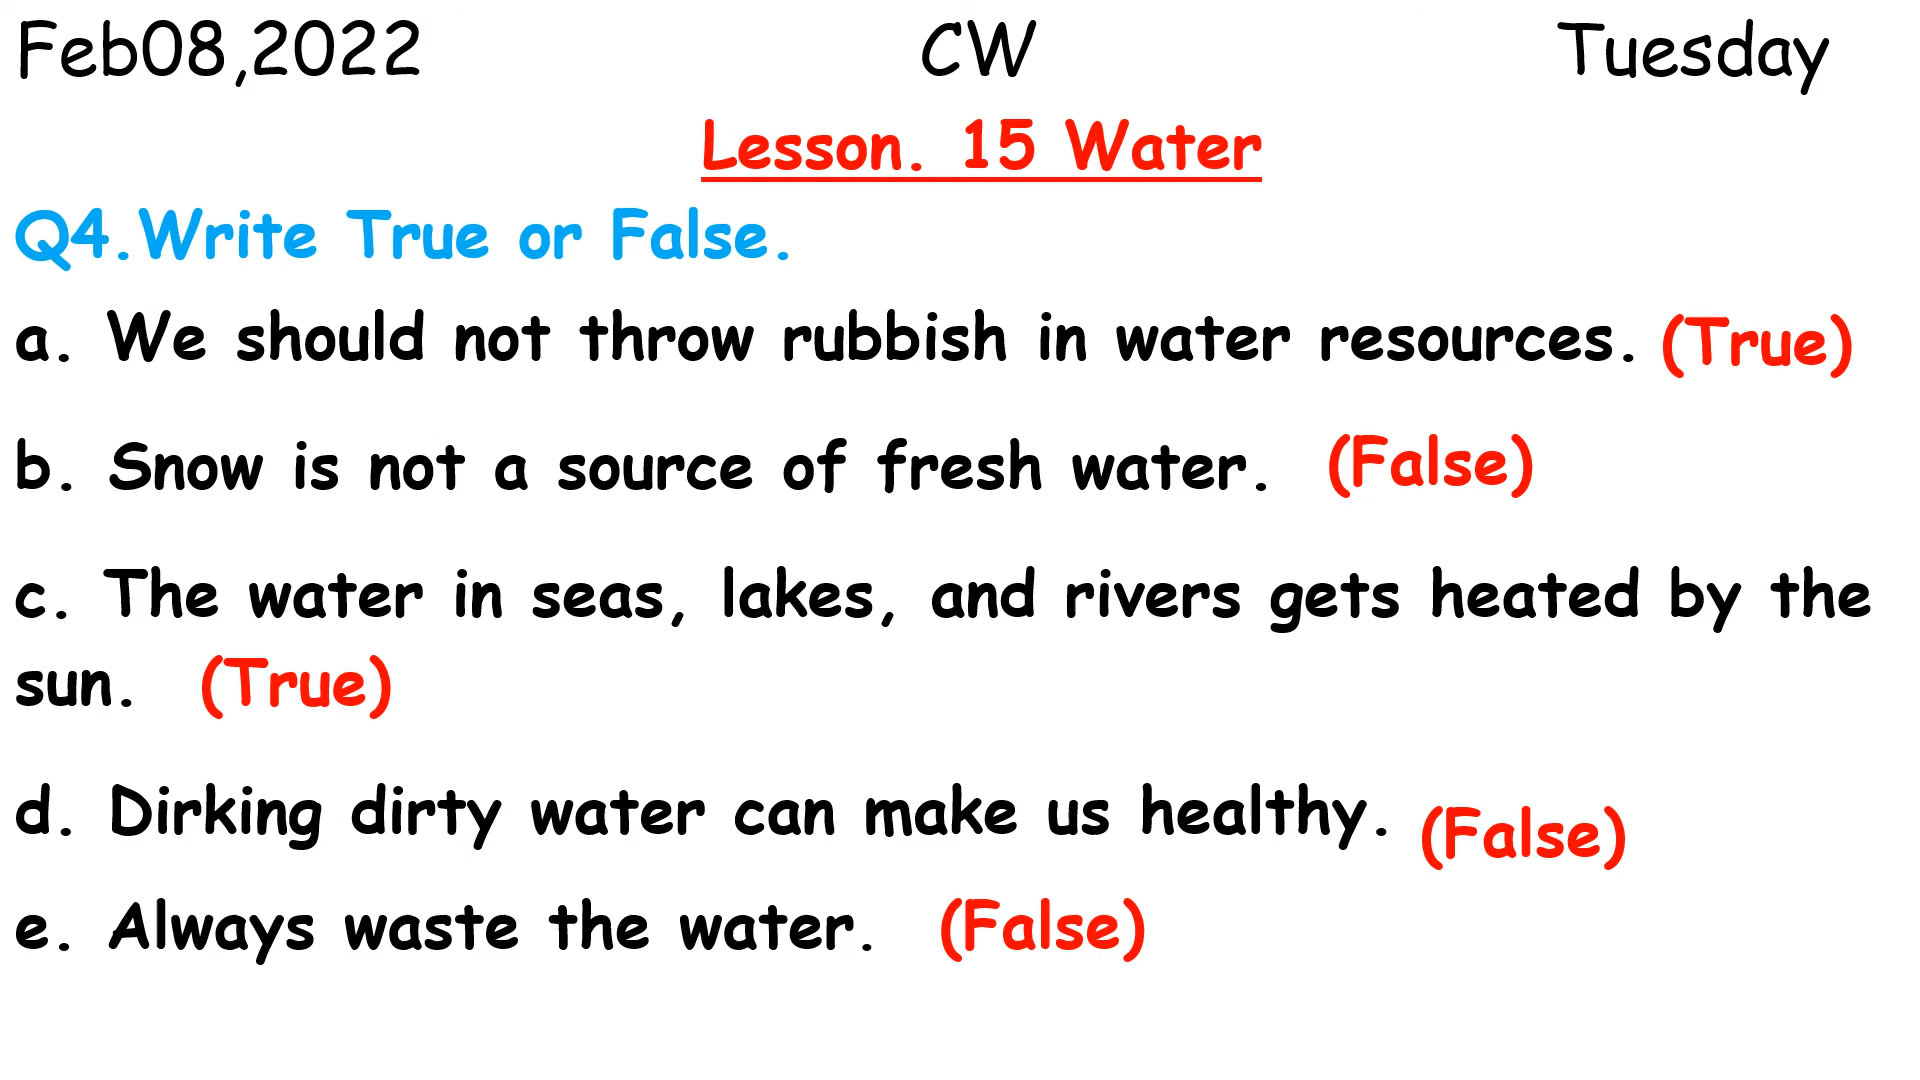 Feb08,2022 CW Tuesday
Lesson. 15 Water
Q4.Write True or False.
a. We should not throw rubbish in water resources. (True)
b. Snow is not a source of fresh water. (False)
c. The water in seas, lakes, and rivers gets heated by the
sun. (True)
d. Dirking dirty water can make us healthy. (False)
e. Always waste the water. (False)